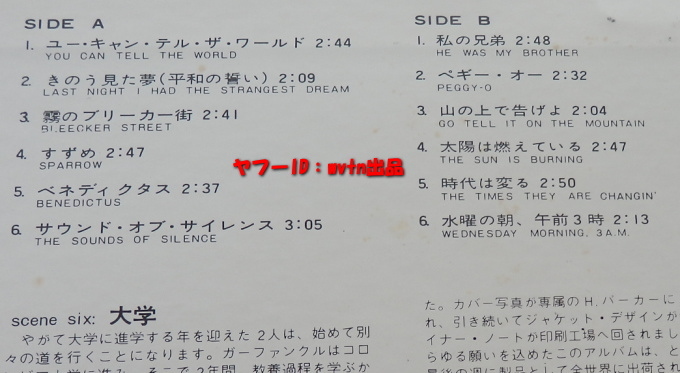 SIDE A
1. ユー・キャン・テル・ザ・ワールド 2:44
YOU CAN TELL THE WORLD
2. きのう見た夢(平和の誓い) 2:09
LAST NIGHT I HAD THE STRANGEST DREAM
3. 霧のブリーカー街 2:41
BLEECKER STREET
4. すずめ 2:47
SPARROW
5. ベネディクタス 2:37
BENEDICTUS
6. サウンド・オブ・サイレンス 3:05
THE SOUNDS OF SILENCE
SIDE B
1. 私の兄弟 2:48
HE WAS MY BROTHER
2. ペギー・オー 2:32
PEGGY-O
3. 山の上で告げよ 2:04
GO TELL IT ON THE MOUNTAIN
4. 太陽は燃えている 2:47
THE SUN IS BURNING
5. 時代は変る 2:50
THE TIMES THEY ARE CHANGIN'
6. 水曜の朝、午前3時 2:13
WEDNESDAY MORNING, 3 A.M.
ヤフーID:mvtn出品
scene six: 大学
やがて大学に進学する年を迎えた2人は、始めて別
々の道を行くことになります。ガーファンクルはコロ
た。カバー写真が専属のH.パーカーに
れ、引き続いてジャケット・デザインが
イナー・ノートが印刷工場へ回されまし
らゆる願いを込めたこのアルバムは、と